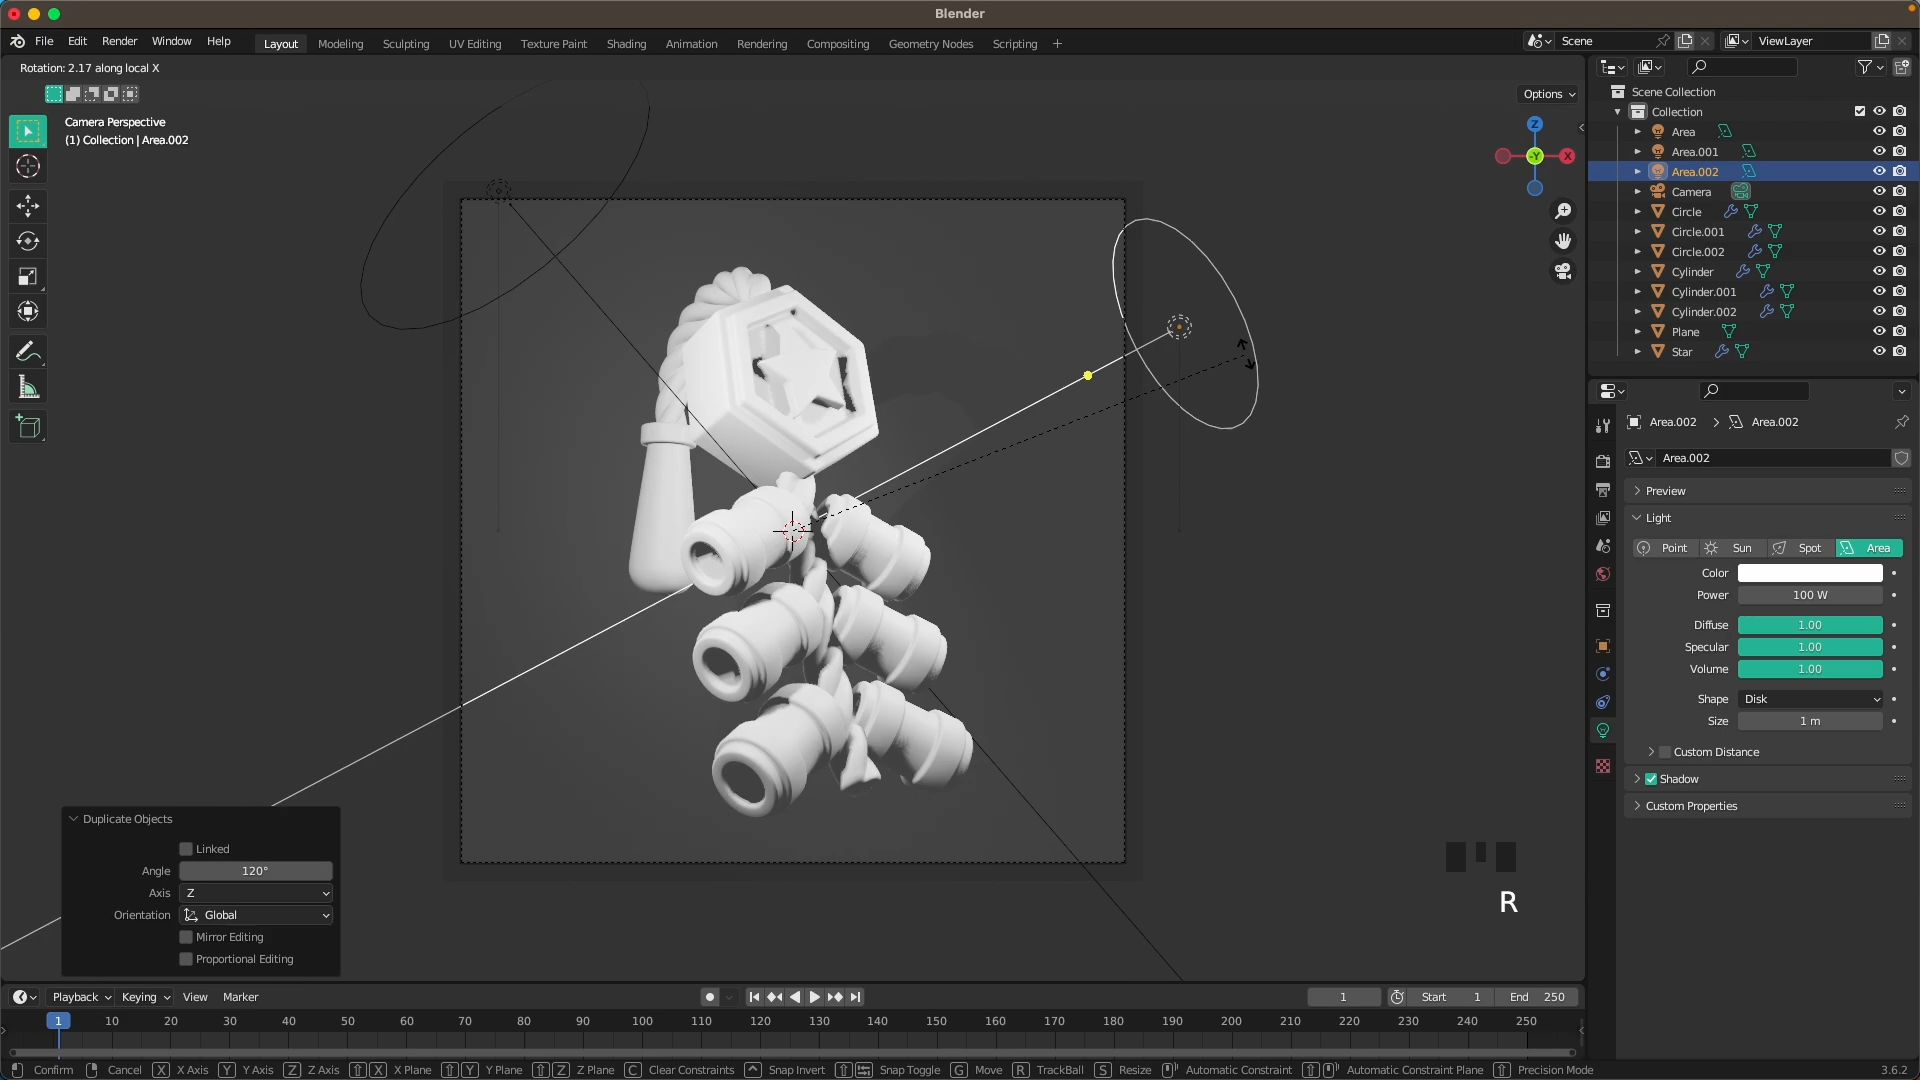 Blender
File Edit Render Window Help
Layout Modeling Sculpting UV Editing Texture Paint Shading Animation Rendering Compositing Geometry Nodes Scripting +
Scene
ViewLayer
Rotation: 2.17 along local X
Options
Camera Perspective
(1) Collection | Area.002
Z
-Y
X
Scene Collection
Collection
Area
Area.001
Area.002
Camera
Circle
Circle.001
Circle.002
Cylinder
Cylinder.001
Cylinder.002
Plane
Star
Area.002 > Area.002
Area.002
Preview
Light
Point Sun Spot Area
Color
Power 100 W
Diffuse 1.00
Specular 1.00
Volume 1.00
Shape Disk
Size 1 m
Custom Distance
Shadow
Custom Properties
Duplicate Objects
Linked
Angle 120°
Axis Z
Orientation Global
Mirror Editing
Proportional Editing
R
Playback Keying View Marker
1
Start 1
End 250
1 10 20 30 40 50 60 70 80 90 100 110 120 130 140 150 160 170 180 190 200 210 220 230 240 250
Confirm Cancel X X Axis Y Y Axis Z Z Axis X X Plane Y Y Plane Z Z Plane C Clear Constraints Snap Invert Snap Toggle G Move R TrackBall S Resize Automatic Constraint Automatic Constraint Plane Precision Mode 3.6.2